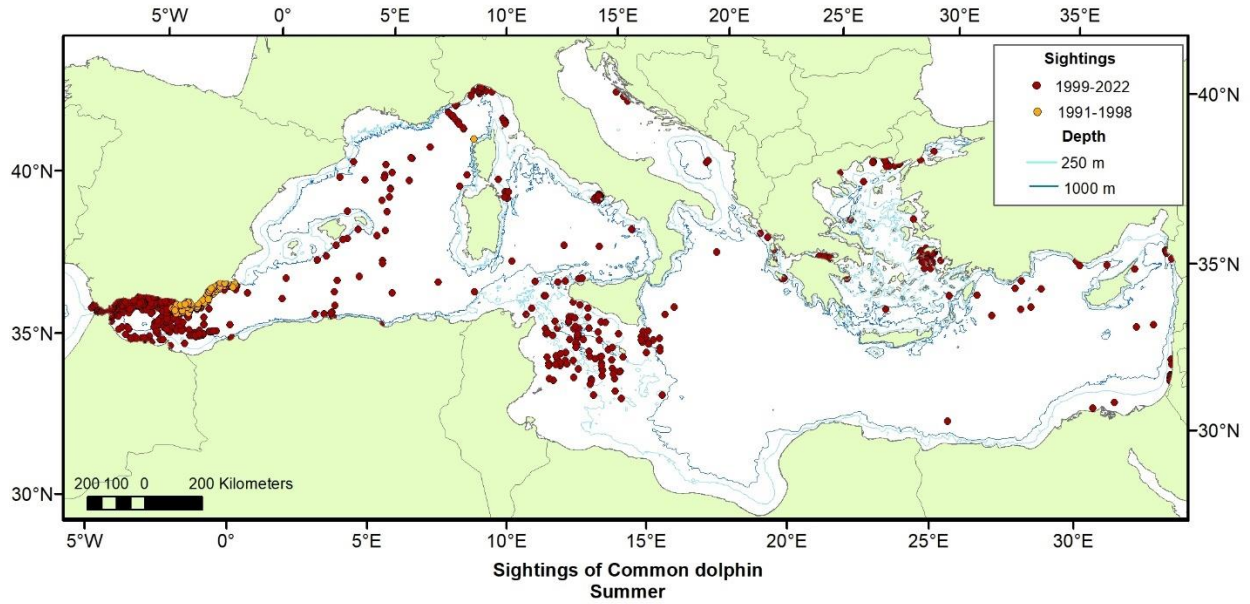 5°W 0° 5°E 10°E 15°E 20°E 25°E 30°E 35°E
Sightings
1999-2022
1991-1998
Depth
250 m
1000 m
40°N
35°N
30°N
40°N
35°N
30°N
200 100 0 200 Kilometers
5°W 0° 5°E 10°E 15°E 20°E 25°E 30°E 35°E
Sightings of Common dolphin
Summer